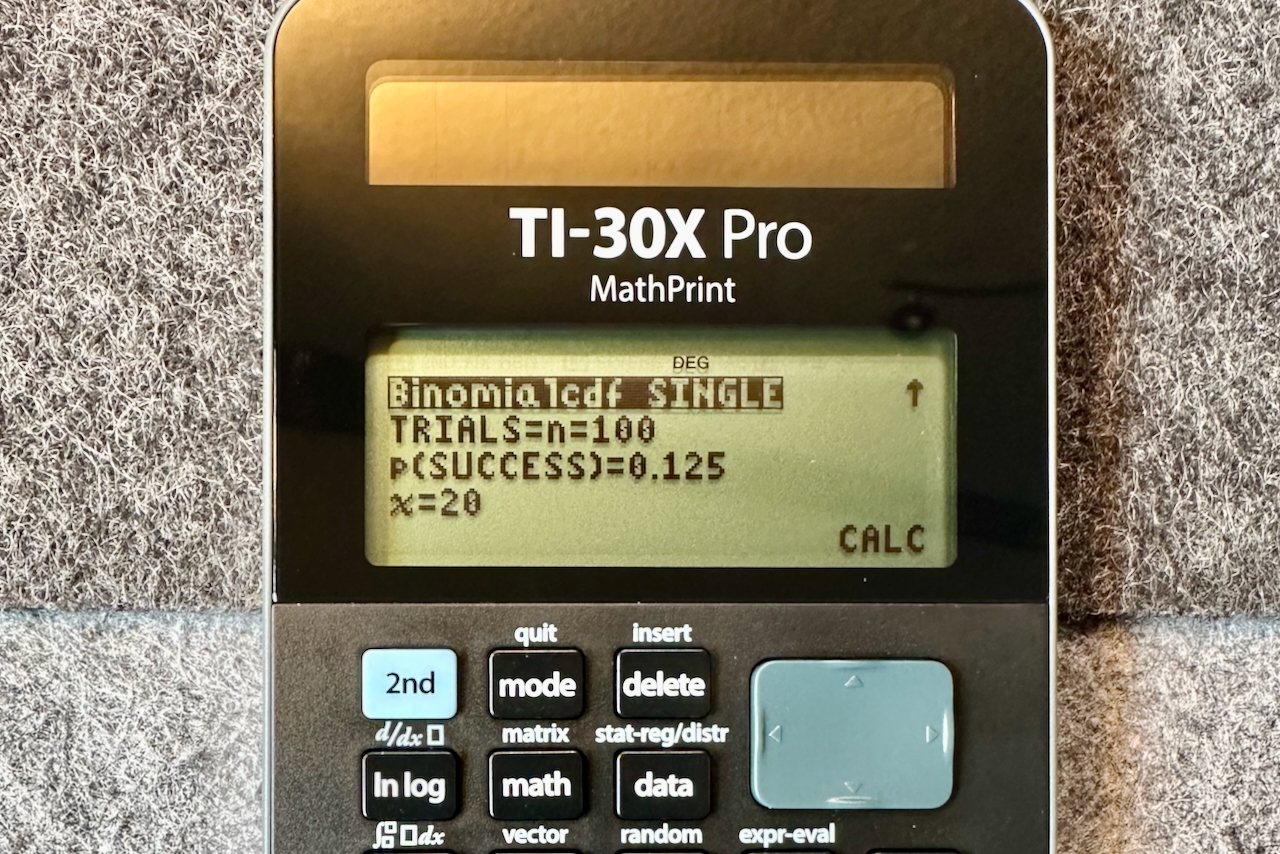 TI-30X Pro
MathPrint
DEG
Binomialcdf SINGLE ↑
TRIALS=n=100
p(SUCCESS)=0.125
x=20
CALC
quit insert
2nd mode delete
d/dx □ matrix stat-reg/distr
ln log math data
∫□dx vector random expr-eval